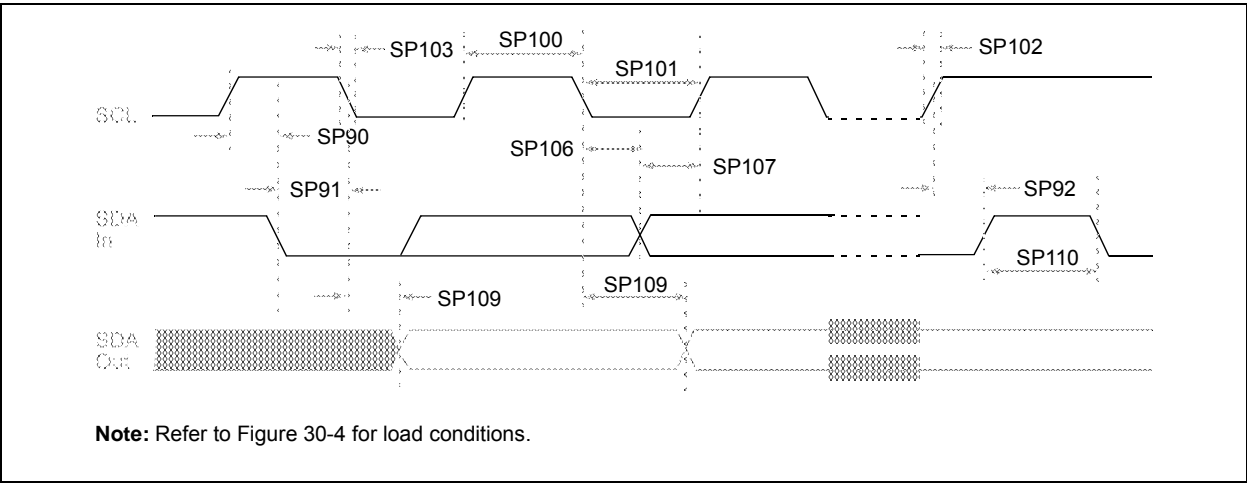 SP103
SP100
SP102
SP101
SCL
SP90
SP106
SP107
SP91
SP92
SDA
In
SP110
SP109
SP109
SDA
Out
Note: Refer to Figure 30-4 for load conditions.